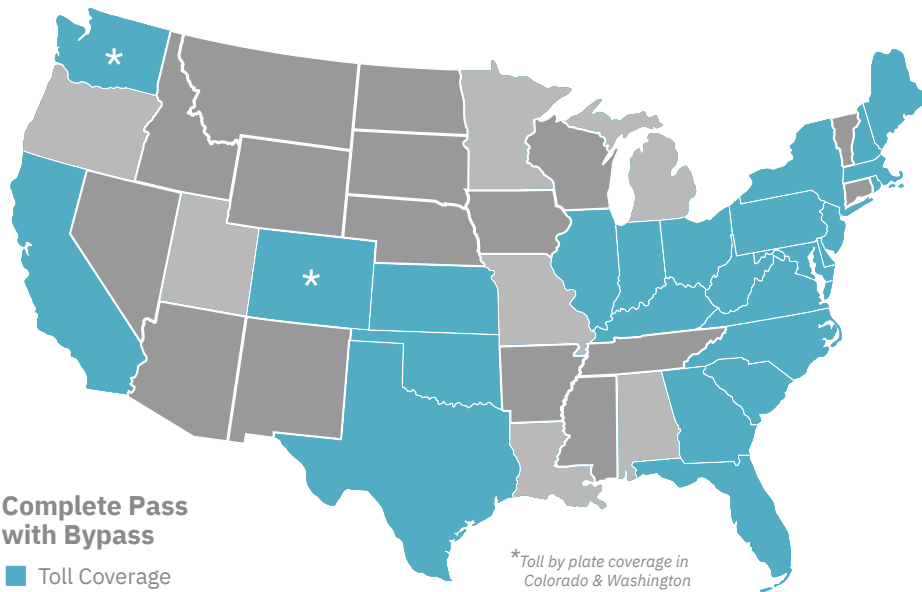 *
*
Complete Pass
with Bypass
Toll Coverage
*Toll by plate coverage in
Colorado & Washington